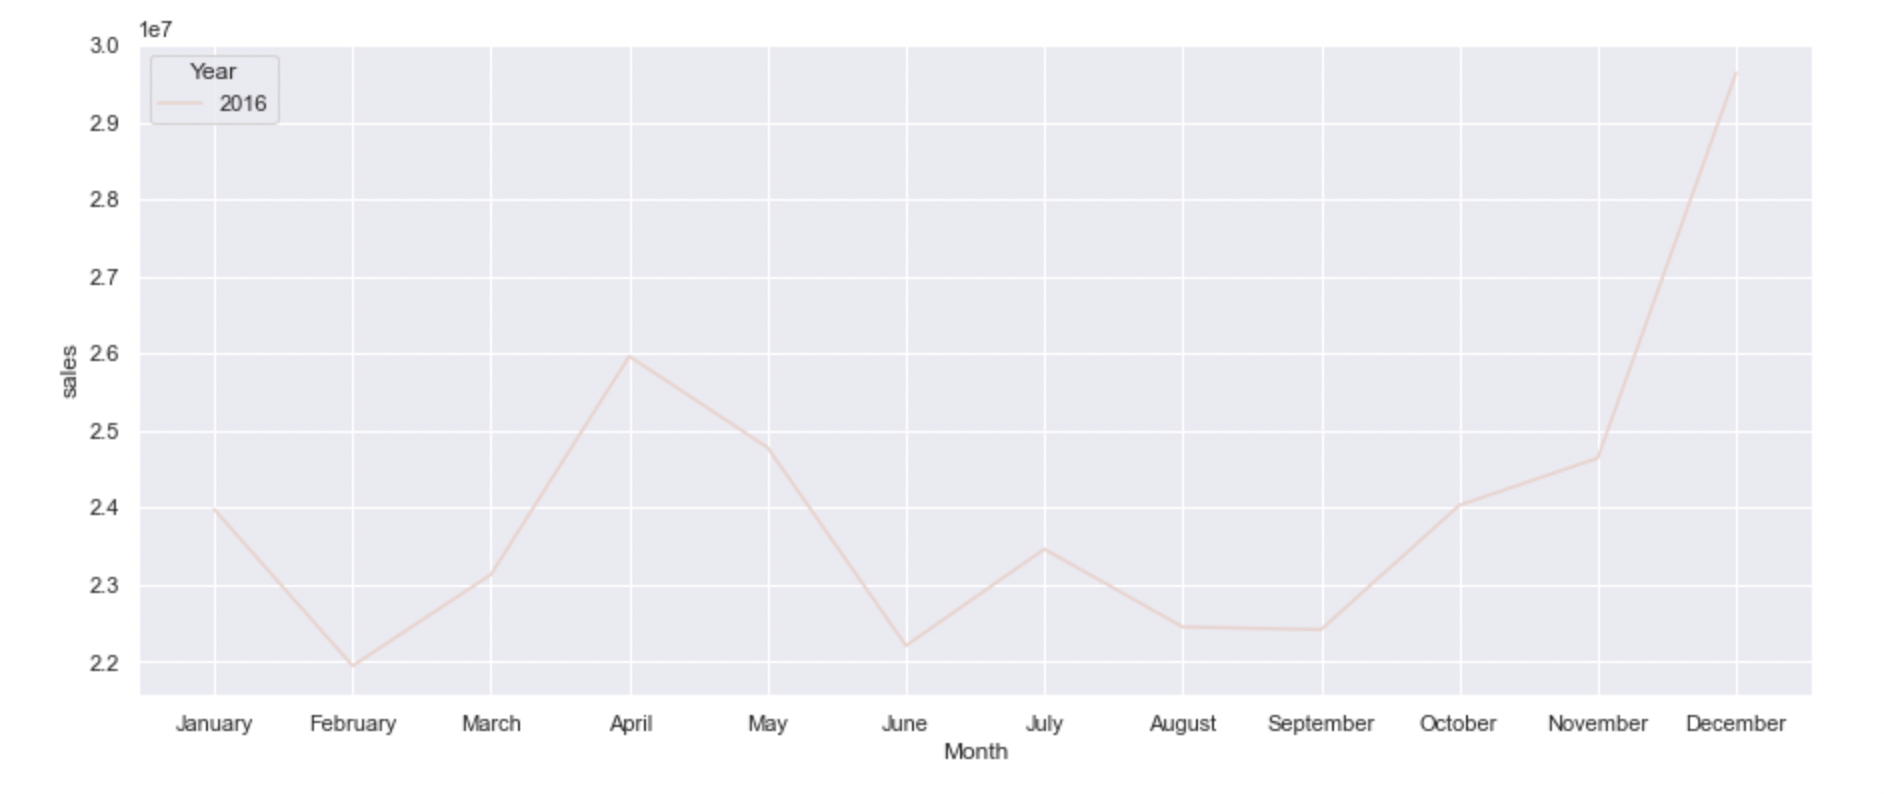 1e7
3.0
2.9
2.8
2.7
2.6
2.5
2.4
2.3
2.2
sales
Year
2016
January February March April May June July August September October November December
Month